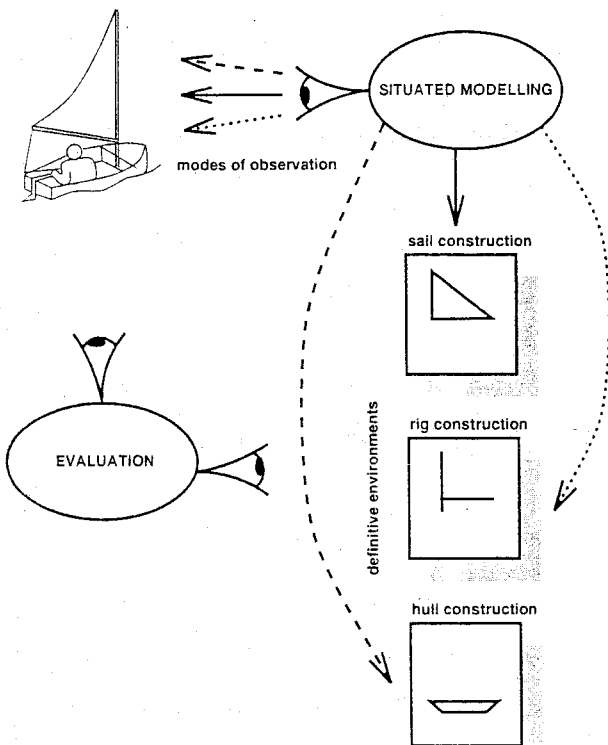 SITUATED MODELLING
modes of observation
sail construction
EVALUATION
definitive environments
rig construction
hull construction